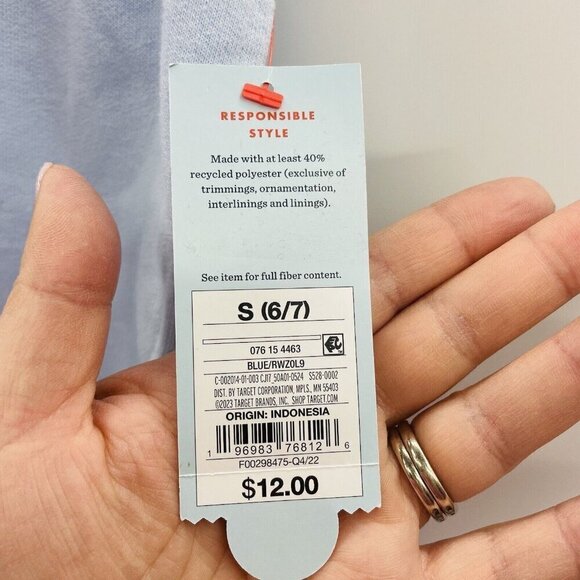 RESPONSIBLE
STYLE
Made with at least 40%
recycled polyester (exclusive of
trimmings, ornamentation,
interlinings and linings).
See item for full fiber content.
S (6/7)
076 15 4463
BLUE/RWZ0L9
C-002014-01-003 CJ17_50A01-0524 S528-0002
DIST. BY TARGET CORPORATION, MPLS., MN 55403
©2023 TARGET BRANDS, INC. SHOP TARGET.COM
ORIGIN: INDONESIA
1 96983 76812 6
F00298475-Q4/22
$12.00